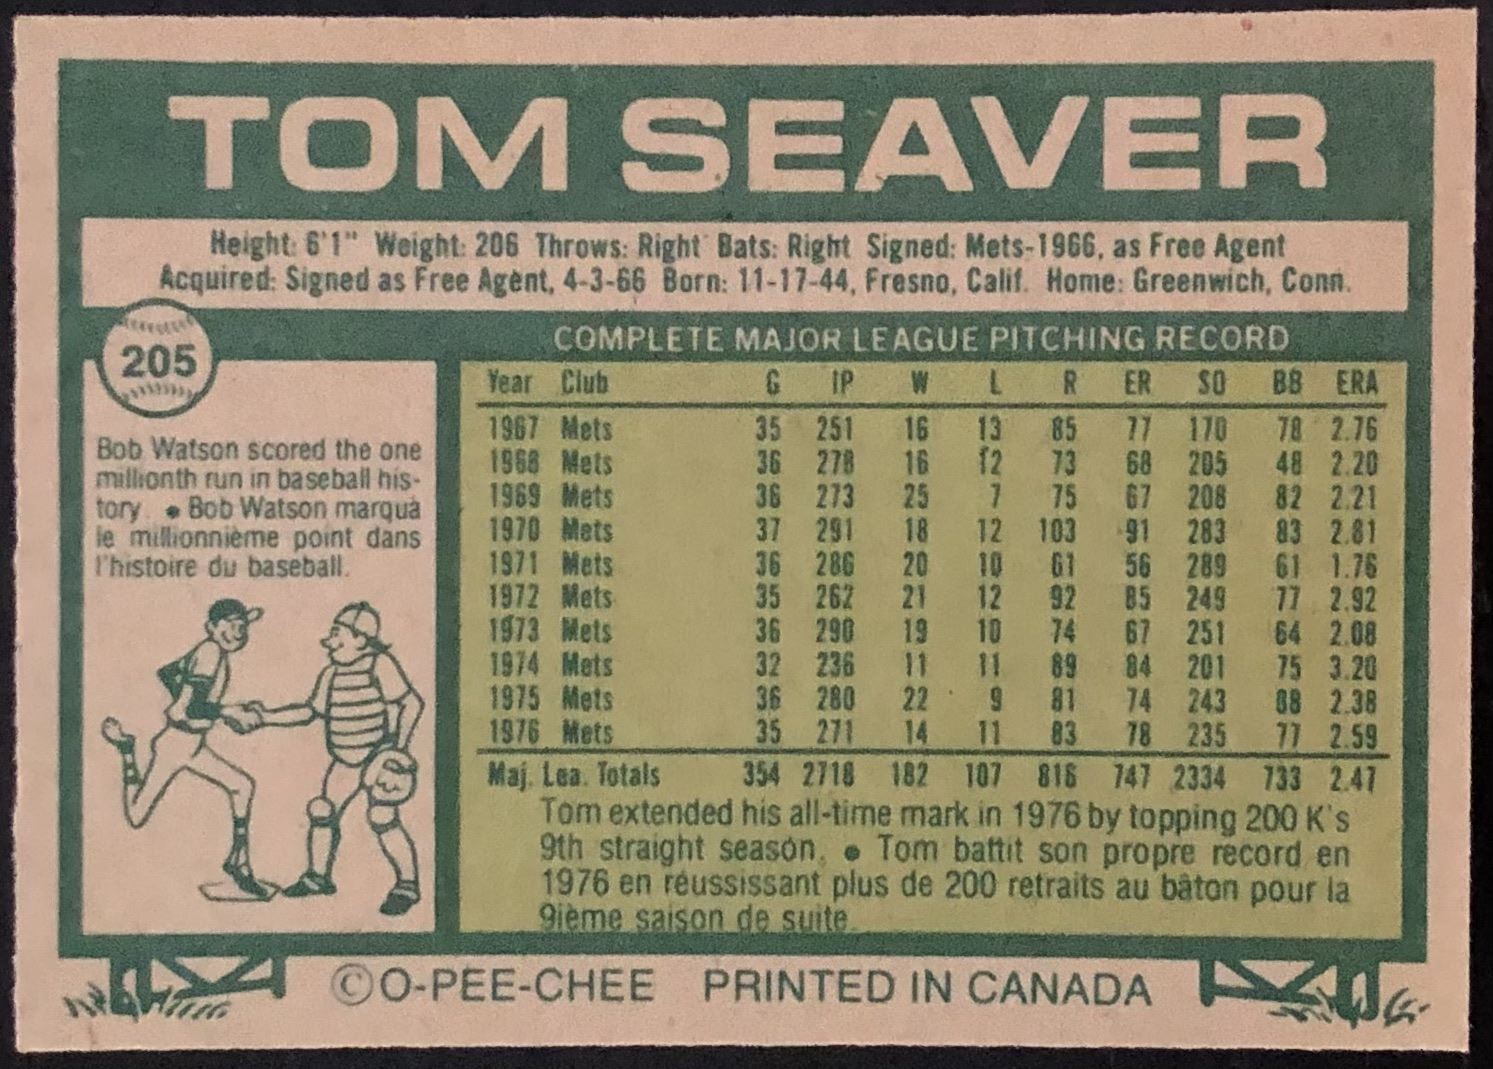 TOM SEAVER
Height: 6'1" Weight: 206 Throws: Right Bats: Right Signed: Mets-1966, as Free Agent
Acquired: Signed as Free Agent, 4-3-66 Born: 11-17-44, Fresno, Calif. Home: Greenwich, Conn.
205
Bob Watson scored the one
millionth run in baseball his-
tory. • Bob Watson marqua
le millionnième point dans
l'histoire du baseball.
COMPLETE MAJOR LEAGUE PITCHING RECORD
Year Club G IP W L R ER SO BB ERA
1967 Mets 35 251 16 13 85 77 170 78 2.76
1968 Mets 36 278 16 12 73 68 205 48 2.20
1969 Mets 36 273 25 7 75 67 208 82 2.21
1970 Mets 37 291 18 12 103 91 283 83 2.81
1971 Mets 36 286 20 10 61 56 289 61 1.76
1972 Mets 35 262 21 12 92 85 249 77 2.92
1973 Mets 36 290 19 10 74 67 251 64 2.08
1974 Mets 32 236 11 11 89 84 201 75 3.20
1975 Mets 36 280 22 9 81 74 243 88 2.38
1976 Mets 35 271 14 11 83 78 235 77 2.59
Maj. Lea. Totals 354 2718 182 107 816 747 2334 733 2.47
Tom extended his all-time mark in 1976 by topping 200 K's
9th straight season. • Tom battit son propre record en
1976 en réussissant plus de 200 retraits au bâton pour la
9ième saison de suite.
©O-PEE-CHEE PRINTED IN CANADA